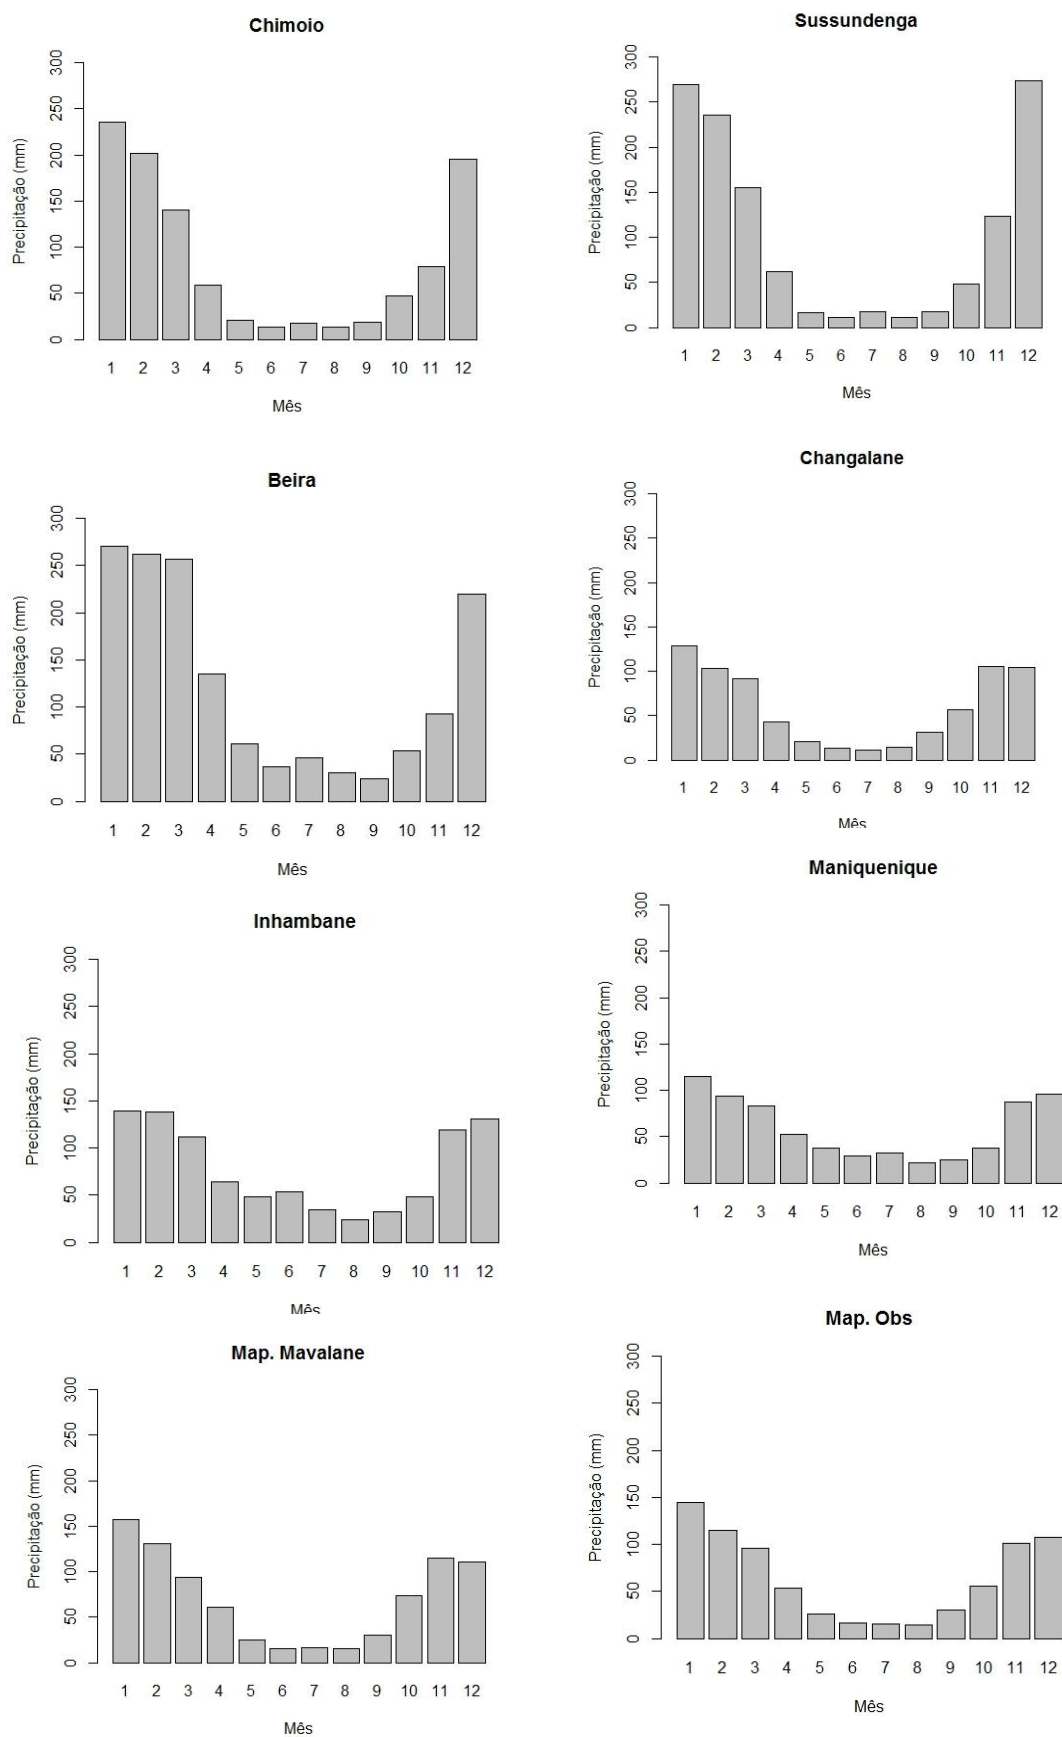 Chimoio
Precipitação (mm)
0 50 100 150 200 250 300
1 2 3 4 5 6 7 8 9 10 11 12
Mês
Sussundenga
Precipitação (mm)
0 50 100 150 200 250 300
1 2 3 4 5 6 7 8 9 10 11 12
Mês
Beira
Precipitação (mm)
0 50 100 150 200 250 300
1 2 3 4 5 6 7 8 9 10 11 12
Mês
Changalane
Precipitação (mm)
0 50 100 150 200 250 300
1 2 3 4 5 6 7 8 9 10 11 12
Mês
Inhambane
Precipitação (mm)
0 50 100 150 200 250 300
1 2 3 4 5 6 7 8 9 10 11 12
Mês
Maniquenique
Precipitação (mm)
0 50 100 150 200 250 300
1 2 3 4 5 6 7 8 9 10 11 12
Mês
Map. Mavalane
Precipitação (mm)
0 50 100 150 200 250 300
1 2 3 4 5 6 7 8 9 10 11 12
Mês
Map. Obs
Precipitação (mm)
0 50 100 150 200 250 300
1 2 3 4 5 6 7 8 9 10 11 12
Mês